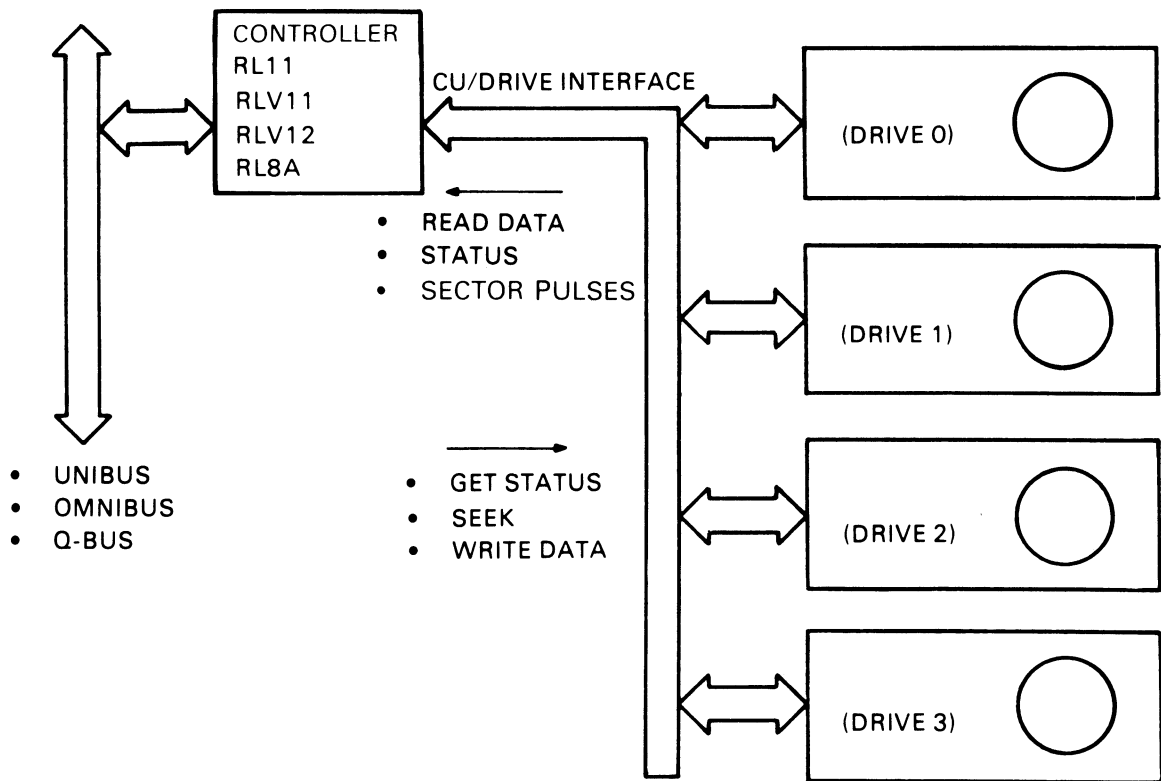 CONTROLLER
RL11
RLV11
RLV12
RL8A
CU/DRIVE INTERFACE
(DRIVE 0)
• READ DATA
• STATUS
• SECTOR PULSES
(DRIVE 1)
• UNIBUS
• OMNIBUS
• Q-BUS
• GET STATUS
• SEEK
• WRITE DATA
(DRIVE 2)
(DRIVE 3)